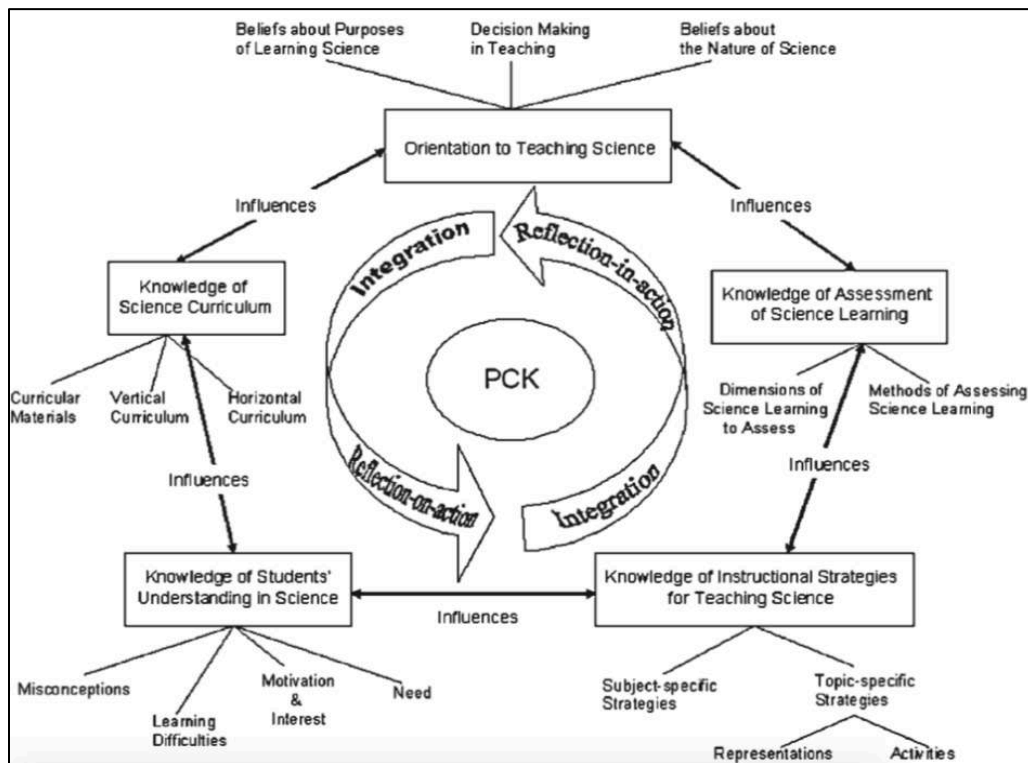 Beliefs about Purposes
of Learning Science
Decision Making
in Teaching
Beliefs about
the Nature of Science
Orientation to Teaching Science
Influences
Influences
Integration
Reflection-in-action
Knowledge of
Science Curriculum
Knowledge of Assessment
of Science Learning
PCK
Curricular
Materials
Vertical
Curriculum
Horizontal
Curriculum
Dimensions of
Science Learning
to Assess
Methods of Assessing
Science Learning
Influences
Influences
Reflection-on-action
Integration
Knowledge of Students'
Understanding in Science
Influences
Knowledge of Instructional Strategies
for Teaching Science
Misconceptions
Learning
Difficulties
Motivation
&
Interest
Need
Subject-specific
Strategies
Topic-specific
Strategies
Representations
Activities